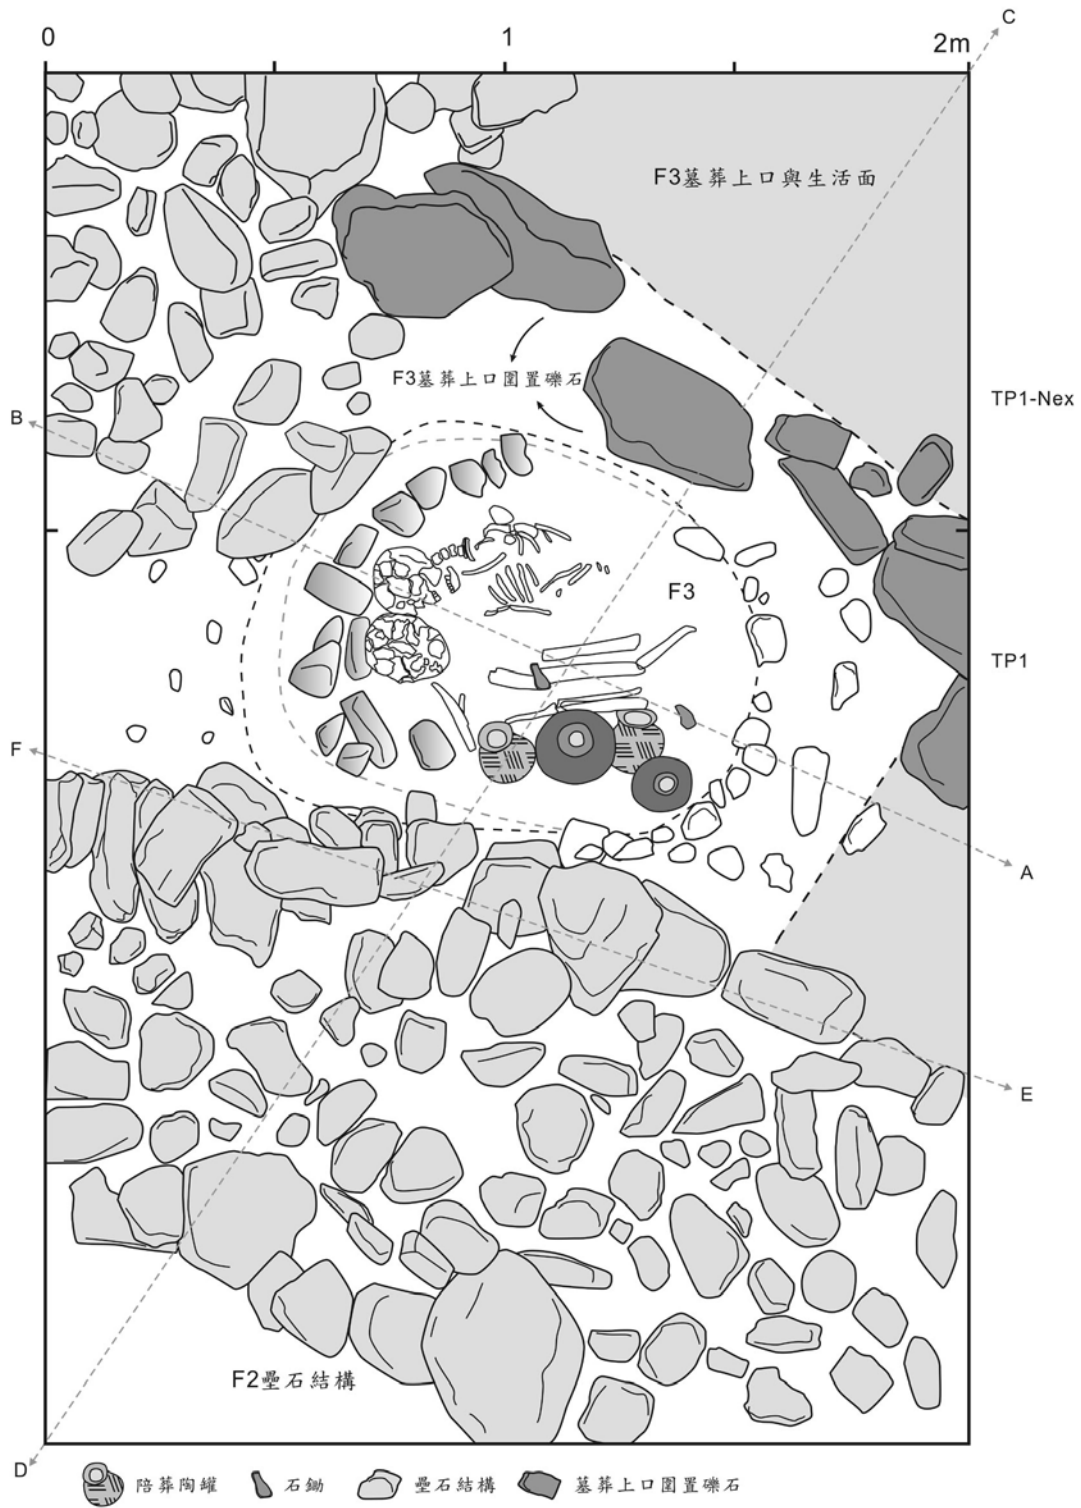 0 1 2m C
F3墓葬上口與生活面
F3墓葬上口圍置礫石
TP1-Nex
B
F3
TP1
F
A
E
F2壘石結構
D
陪葬陶罐 石鋤 壘石結構 墓葬上口圍置礫石